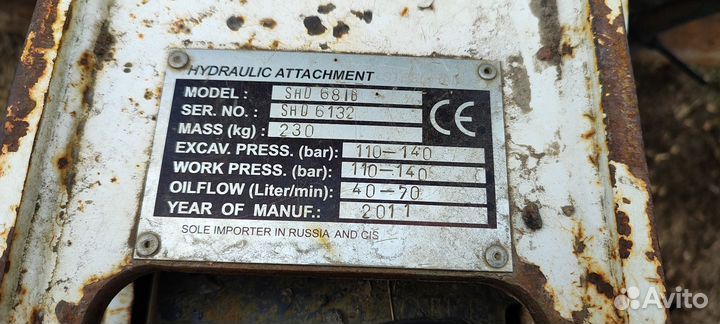 HYDRAULIC ATTACHMENT
MODEL: SHD 681B
SER. NO.: SHD 6132
MASS (kg): 230
CE
EXCAV. PRESS. (bar): 110-140
WORK PRESS. (bar): 110-140
OILFLOW (Liter/min): 40-70
YEAR OF MANUF.: 2011
SOLE IMPORTER IN RUSSIA AND CIS
Avito